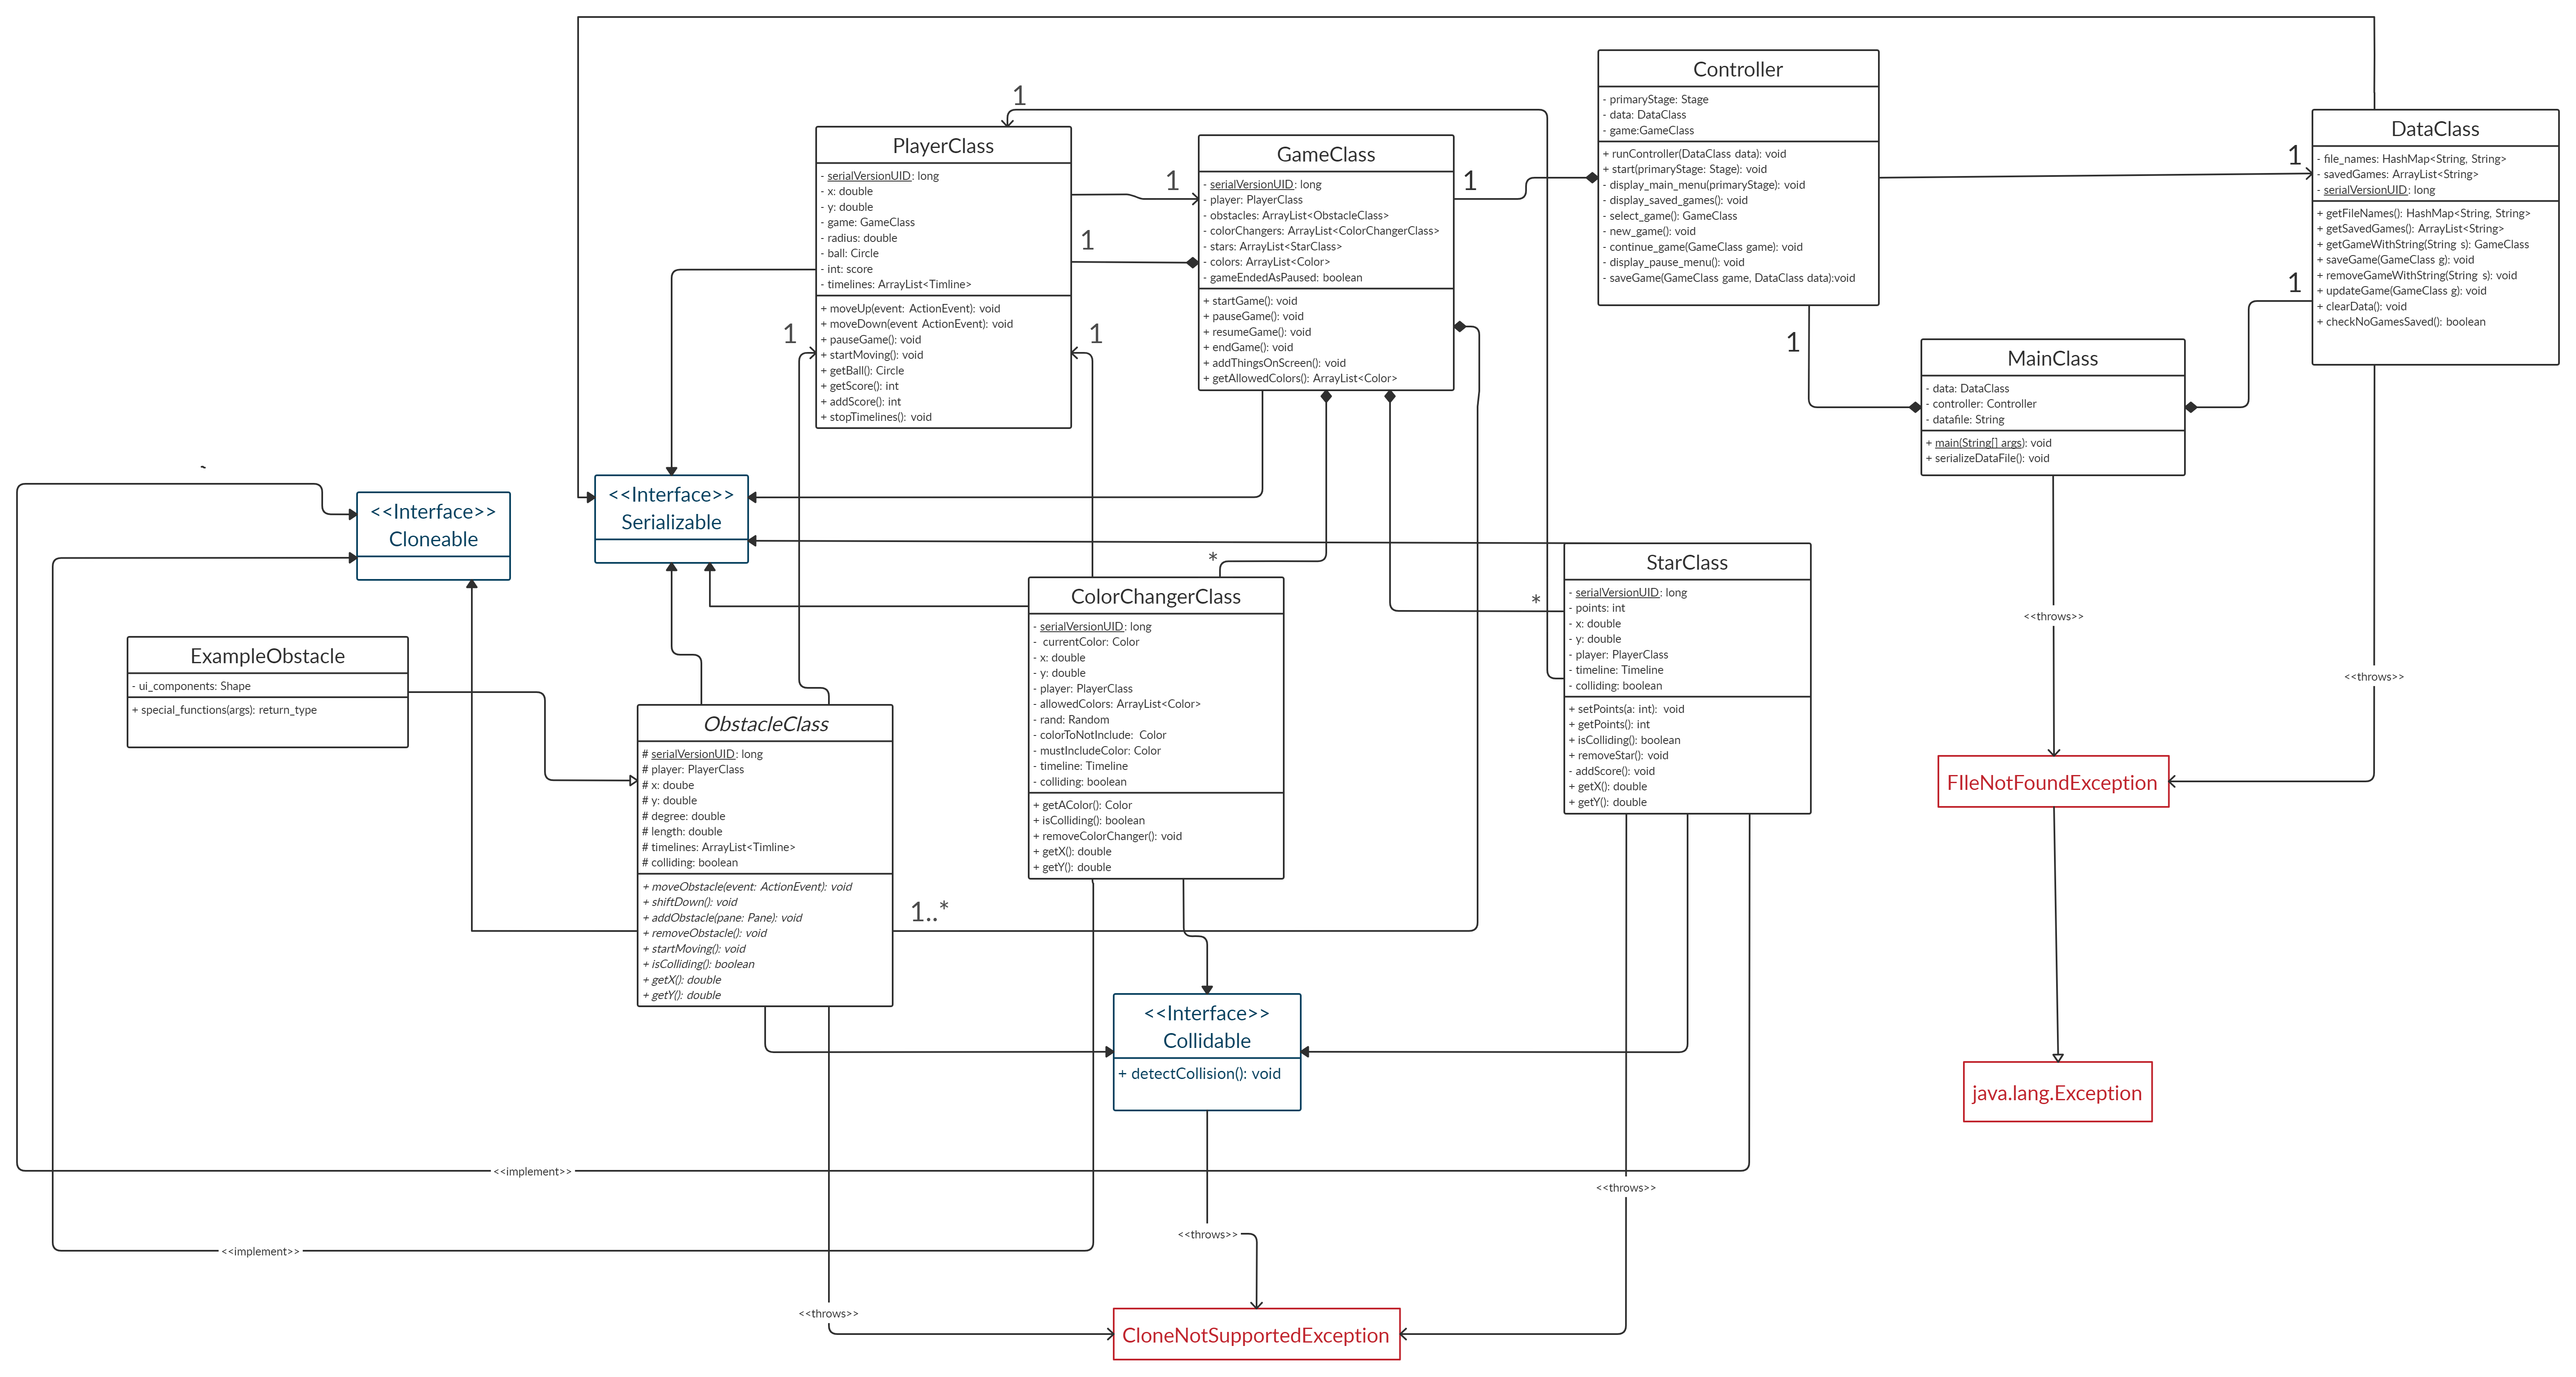 Controller
- primaryStage: Stage
- data: DataClass
- game:GameClass
+ runController(DataClass data): void
+ start(primaryStage: Stage): void
- display_main_menu(primaryStage): void
- display_saved_games(): void
- select_game(): GameClass
- new_game(): void
- continue_game(GameClass game): void
- display_pause_menu(): void
- saveGame(GameClass game, DataClass data):void
1
DataClass
- file_names: HashMap<String, String>
- savedGames: ArrayList<String>
- serialVersionUID: long
+ getFileNames(): HashMap<String, String>
+ getSavedGames(): ArrayList<String>
+ getGameWithString(String s): GameClass
+ saveGame(GameClass g): void
+ removeGameWithString(String s): void
+ updateGame(GameClass g): void
+ clearData(): void
+ checkNoGamesSaved(): boolean
1
1
1
PlayerClass
- serialVersionUID: long
- x: double
- y: double
- game: GameClass
- radius: double
- ball: Circle
- int: score
- timelines: ArrayList<Timline>
+ moveUp(event: ActionEvent): void
+ moveDown(event ActionEvent): void
+ pauseGame(): void
+ startMoving(): void
+ getBall(): Circle
+ getScore(): int
+ addScore(): int
+ stopTimelines(): void
1
1
1
1
GameClass
- serialVersionUID: long
- player: PlayerClass
- obstacles: ArrayList<ObstacleClass>
- colorChangers: ArrayList<ColorChangerClass>
- stars: ArrayList<StarClass>
- colors: ArrayList<Color>
- gameEndedAsPaused: boolean
+ startGame(): void
+ pauseGame(): void
+ resumeGame(): void
+ endGame(): void
+ addThingsOnScreen(): void
+ getAllowedColors(): ArrayList<Color>
1
1
MainClass
- data: DataClass
- controller: Controller
- datafile: String
+ main(String[] args): void
+ serializeDataFile(): void
~
<<Interface>>
Cloneable
<<Interface>>
Serializable
*
*
StarClass
- serialVersionUID: long
- points: int
- x: double
- y: double
- player: PlayerClass
- timeline: Timeline
- colliding: boolean
+ setPoints(a: int): void
+ getPoints(): int
+ isColliding(): boolean
+ removeStar(): void
- addScore(): void
+ getX(): double
+ getY(): double
ColorChangerClass
- serialVersionUID: long
- currentColor: Color
- x: double
- y: double
- player: PlayerClass
- allowedColors: ArrayList<Color>
- rand: Random
- colorToNotInclude: Color
- mustIncludeColor: Color
- timeline: TImeline
- colliding: boolean
+ getAColor(): Color
+ isColliding(): boolean
+ removeColorChanger(): void
+ getX(): double
+ getY(): double
<<throws>>
<<throws>>
ExampleObstacle
- ui_components: Shape
+ special_functions(args): return_type
ObstacleClass
# serialVersionUID: long
# player: PlayerClass
# x: doube
# y: double
# degree: double
# length: double
# timelines: ArrayList<Timline>
# colliding: boolean
+ moveObstacle(event: ActionEvent): void
+ shiftDown(): void
+ addObstacle(pane: Pane): void
+ removeObstacle(): void
+ startMoving(): void
+ isColliding(): boolean
+ getX(): double
+ getY(): double
1..*
FIleNotFoundException
<<Interface>>
Collidable
+ detectCollision(): void
java.lang.Exception
<<implement>>
<<throws>>
<<throws>>
<<implement>>
<<throws>>
CloneNotSupportedException